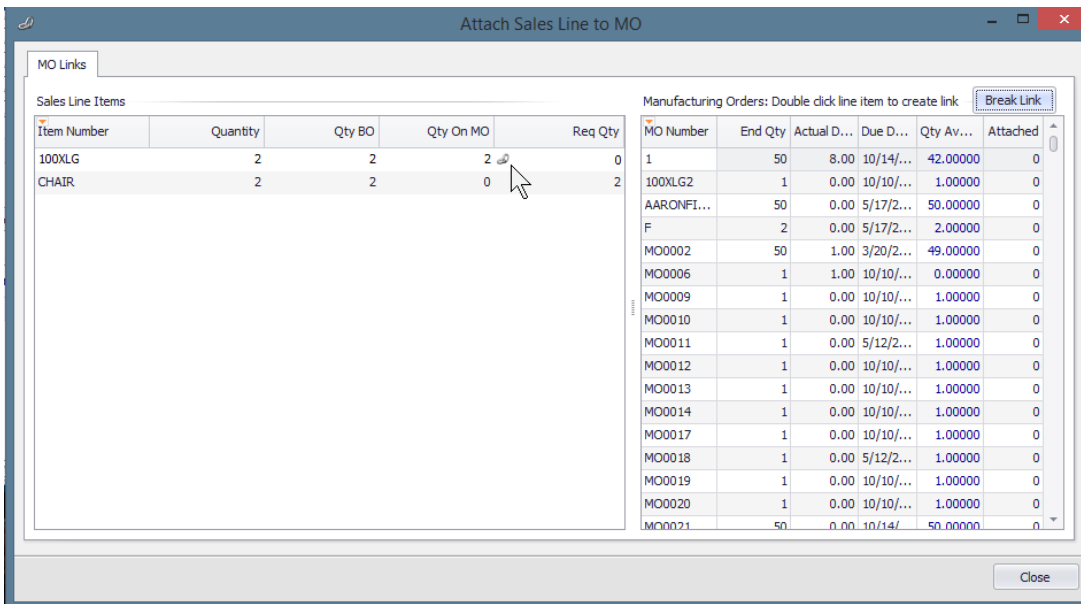 Attach Sales Line to MO
MO Links
Sales Line Items
Manufacturing Orders: Double click line item to create link Break Link
Item Number Quantity Qty BO Qty On MO Req Qty
100XLG 2 2 2 0
CHAIR 2 2 0 2
MO Number End Qty Actual D... Due D... Qty Av... Attached
1 50 8.00 10/14/... 42.00000 0
100XLG2 1 0.00 10/10/... 1.00000 0
AARONFI... 50 0.00 5/17/2... 50.00000 0
F 2 0.00 5/17/2... 2.00000 0
MO0002 50 1.00 3/20/2... 49.00000 0
MO0006 1 1.00 10/10/... 0.00000 0
MO0009 1 0.00 10/10/... 1.00000 0
MO0010 1 0.00 10/10/... 1.00000 0
MO0011 1 0.00 5/12/2... 1.00000 0
MO0012 1 0.00 10/10/... 1.00000 0
MO0013 1 0.00 10/10/... 1.00000 0
MO0014 1 0.00 10/10/... 1.00000 0
MO0017 1 0.00 10/10/... 1.00000 0
MO0018 1 0.00 5/12/2... 1.00000 0
MO0019 1 0.00 10/10/... 1.00000 0
MO0020 1 0.00 10/10/... 1.00000 0
MO0021 50 0.00 10/14/ 50.00000 0
Close